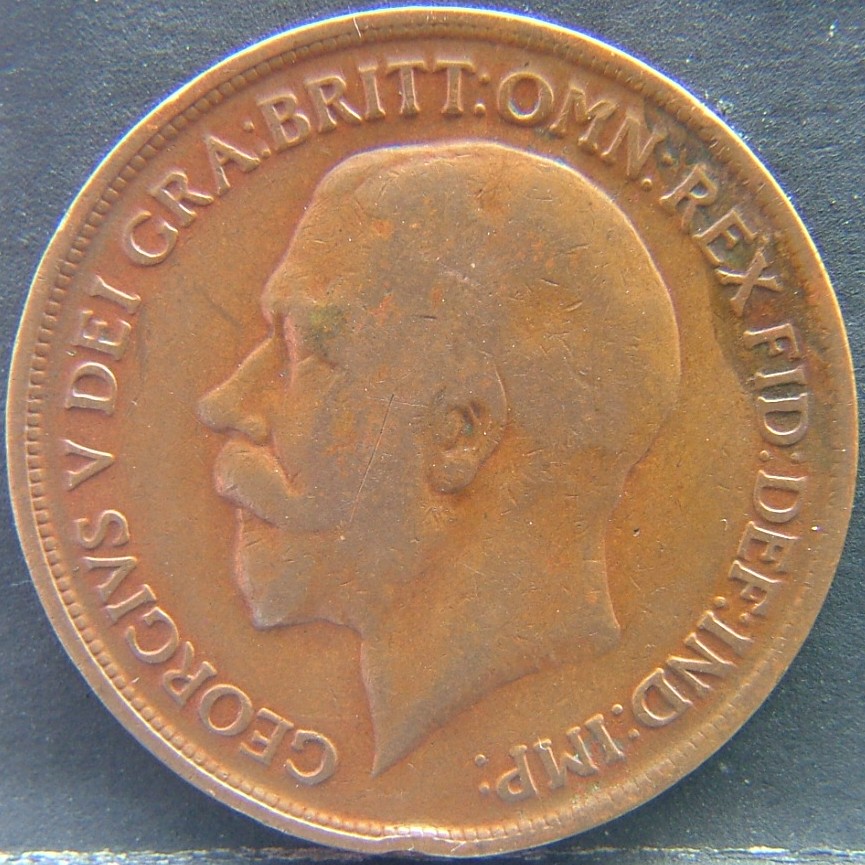 GEORGIVS V DEI GRA:BRITT:OMN:REX FID:DEF:IND:IMP: